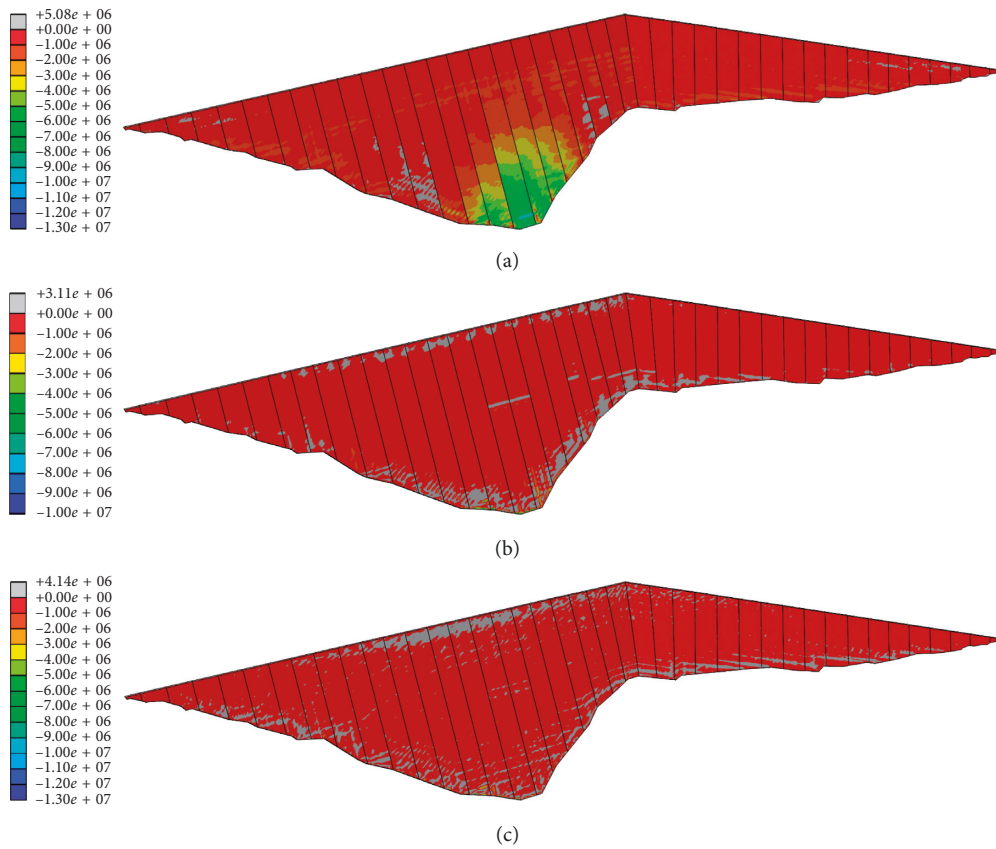 +5.08e + 06
+0.00e + 00
–1.00e + 06
–2.00e + 06
–3.00e + 06
–4.00e + 06
–5.00e + 06
–6.00e + 06
–7.00e + 06
–8.00e + 06
–9.00e + 06
–1.00e + 07
–1.10e + 07
–1.20e + 07
–1.30e + 07
(a)
+3.11e + 06
+0.00e + 00
–1.00e + 06
–2.00e + 06
–3.00e + 06
–4.00e + 06
–5.00e + 06
–6.00e + 06
–7.00e + 06
–8.00e + 06
–9.00e + 06
–1.00e + 07
(b)
+4.14e + 06
+0.00e + 00
–1.00e + 06
–2.00e + 06
–3.00e + 06
–4.00e + 06
–5.00e + 06
–6.00e + 06
–7.00e + 06
–8.00e + 06
–9.00e + 06
–1.00e + 07
–1.10e + 07
–1.20e + 07
–1.30e + 07
(c)